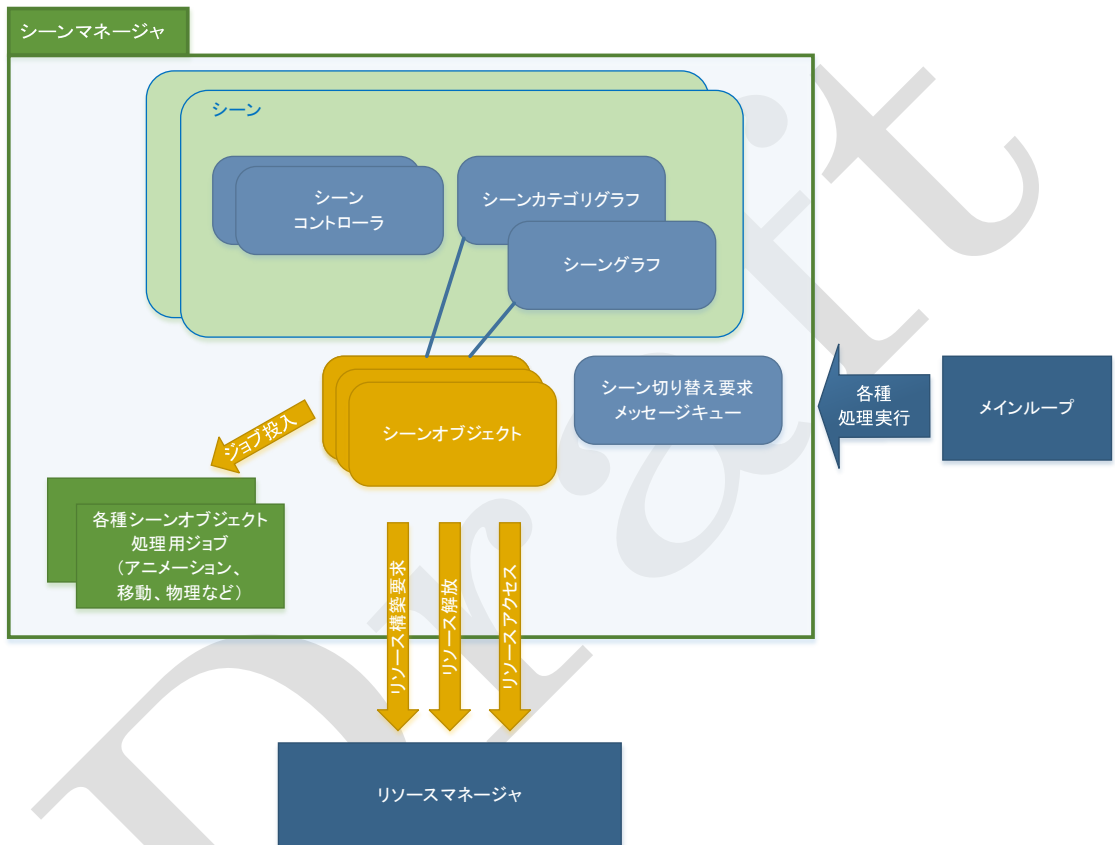 シーンマネージャ
シーン
シーン
コントローラ
シーンカテゴリグラフ
シーングラフ
シーンオブジェクト
シーン切り替え要求
メッセージキュー
各種
処理実行
メインループ
ジョブ投入
各種シーンオブジェクト
処理用ジョブ
（アニメーション、
移動、物理など）
リソース構築要求
リソース解放
リソースアクセス
リソースマネージャ
Draft